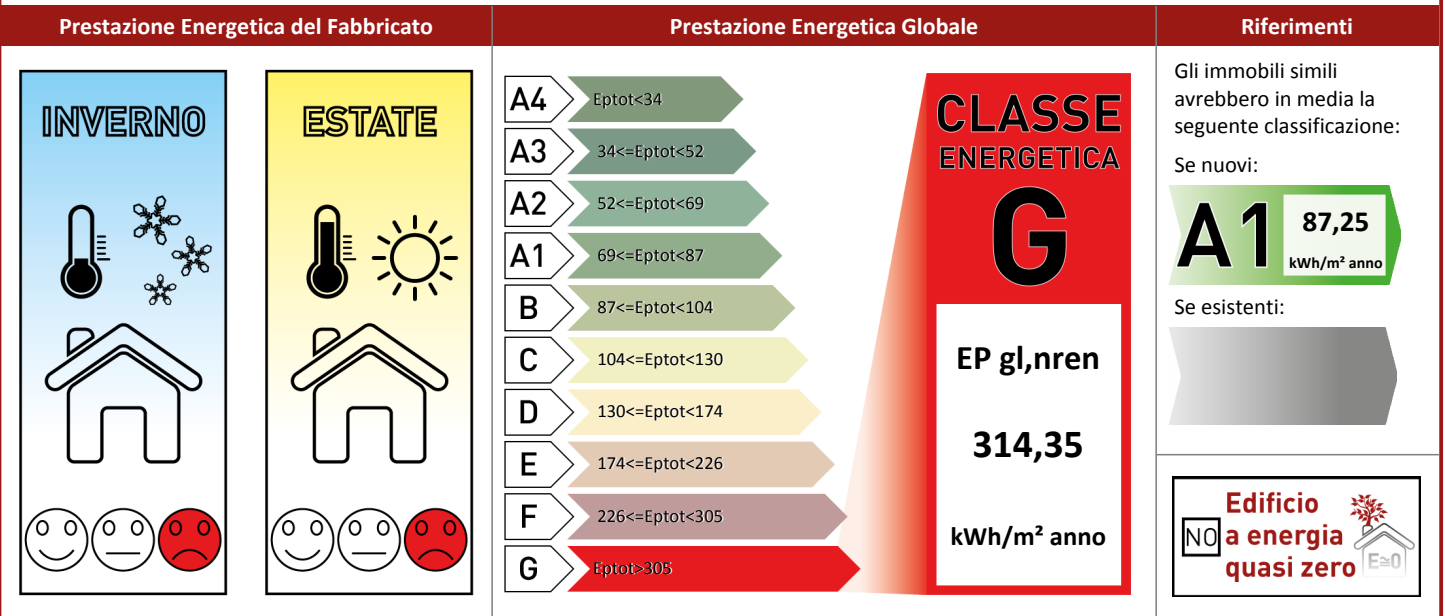 Prestazione Energetica del Fabbricato
Prestazione Energetica Globale
Riferimenti
INVERNO
ESTATE
A4 Eptot<34
A3 34<=Eptot<52
A2 52<=Eptot<69
A1 69<=Eptot<87
B 87<=Eptot<104
C 104<=Eptot<130
D 130<=Eptot<174
E 174<=Eptot<226
F 226<=Eptot<305
G Eptot>305
CLASSE
ENERGETICA
G
EP gl,nren
314,35
kWh/m² anno
Gli immobili simili
avrebbero in media la
seguente classificazione:
Se nuovi:
A1 87,25
kWh/m² anno
Se esistenti:
Edificio
NO a energia
quasi zero E≅0